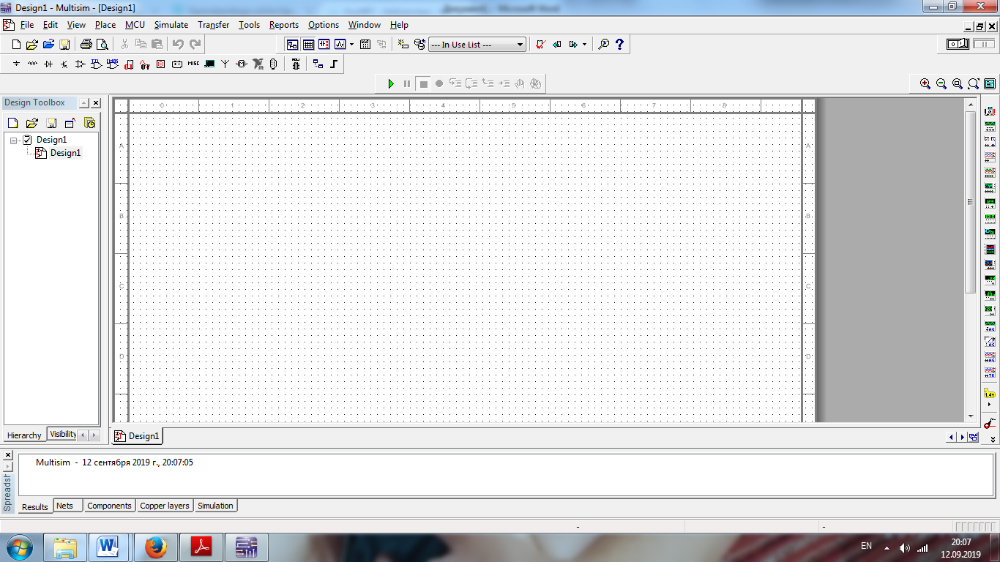 Design1 - Multisim - [Design1]
Microsoft Word
File Edit View Place MCU Simulate Transfer Tools Reports Options Window Help
--- In Use List ---
MISC
Design Toolbox
Design1
Design1
0 1 2 3 4 5 6 7 8
A A
B B
C C
D D
Hierarchy Visibility
Design1
Multisim - 12 сентября 2019 г., 20:07:05
Spreadsh
Results Nets Components Copper layers Simulation
EN 20:07
12.09.2019